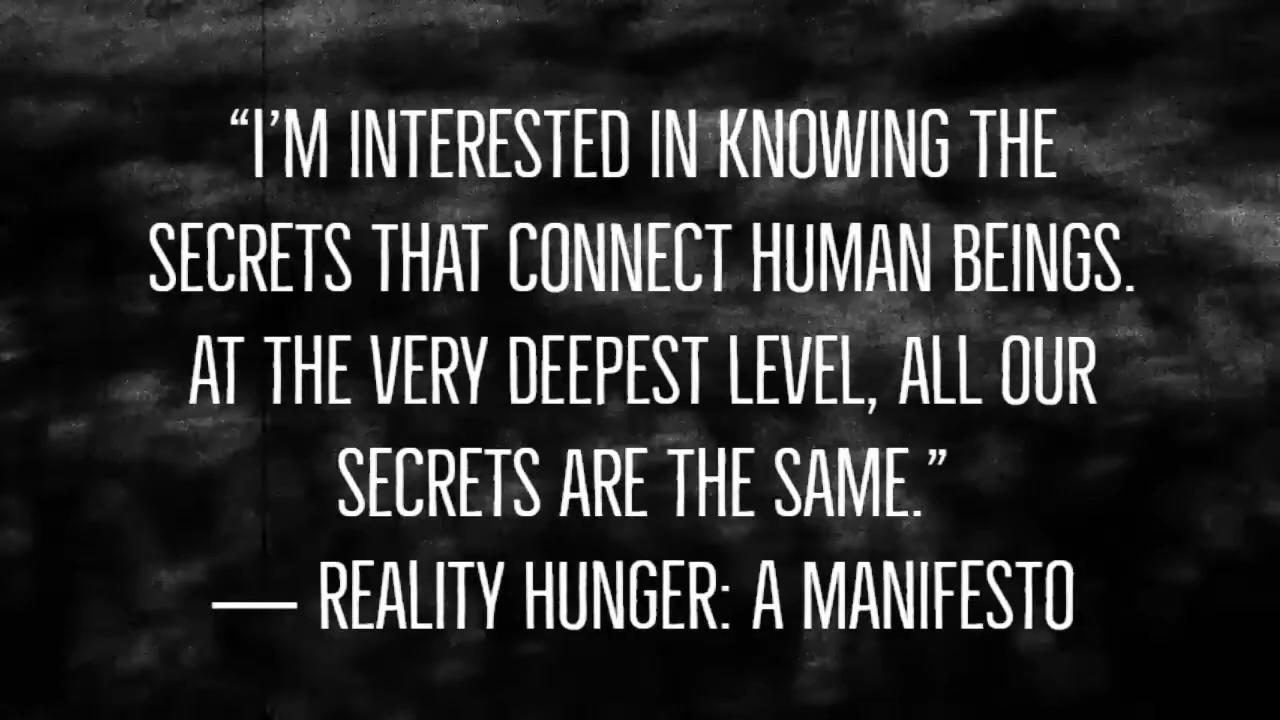 “I’M INTERESTED IN KNOWING THE
SECRETS THAT CONNECT HUMAN BEINGS.
AT THE VERY DEEPEST LEVEL, ALL OUR
SECRETS ARE THE SAME.”
— REALITY HUNGER: A MANIFESTO